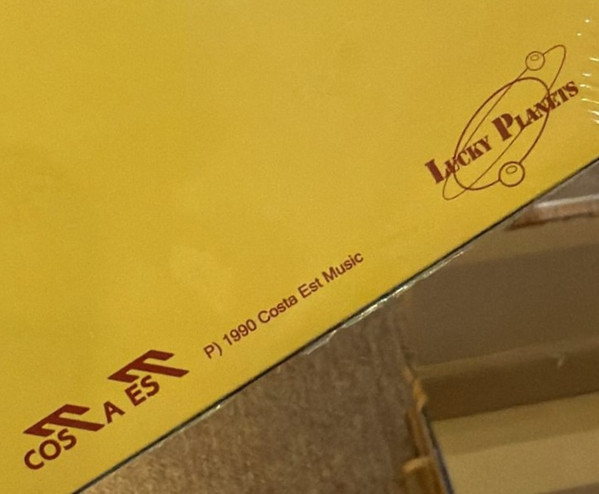 LUCKY PLANETS
P) 1990 Costa Est Music
COSTA EST